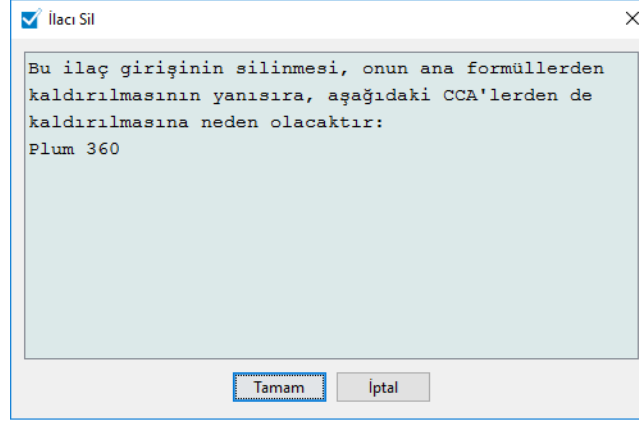 İlacı Sil
Bu ilaç girişinin silinmesi, onun ana formüllerden
kaldırılmasının yanısıra, aşağıdaki CCA'lerden de
kaldırılmasına neden olacaktır:
Plum 360
Tamam
İptal